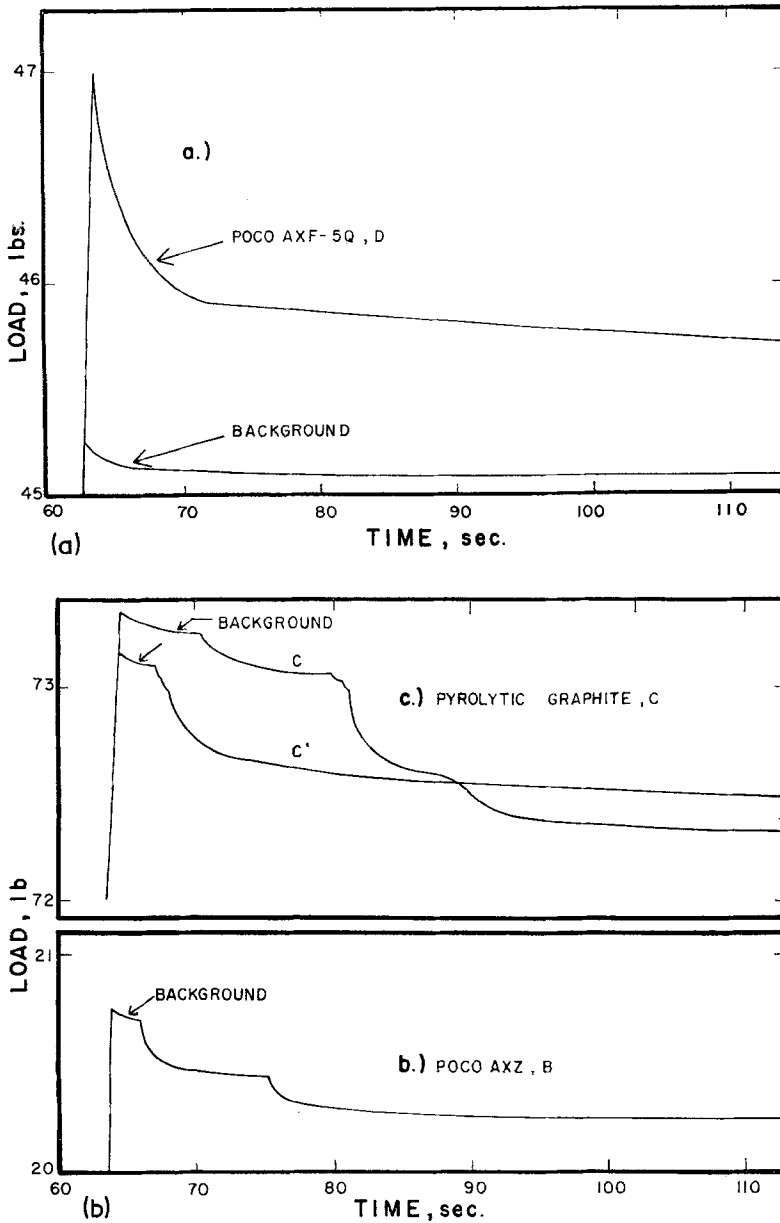 47
a.)
POCO AXF-5Q, D
LOAD, lbs.
46
BACKGROUND
45
60 70 80 90 100 110
(a)
TIME, sec.
BACKGROUND
C
73
c.) PYROLYTIC GRAPHITE, C
C'
72
LOAD, lb
21
BACKGROUND
b.) POCO AXZ, B
20
60 70 80 90 100 110
(b)
TIME, sec.